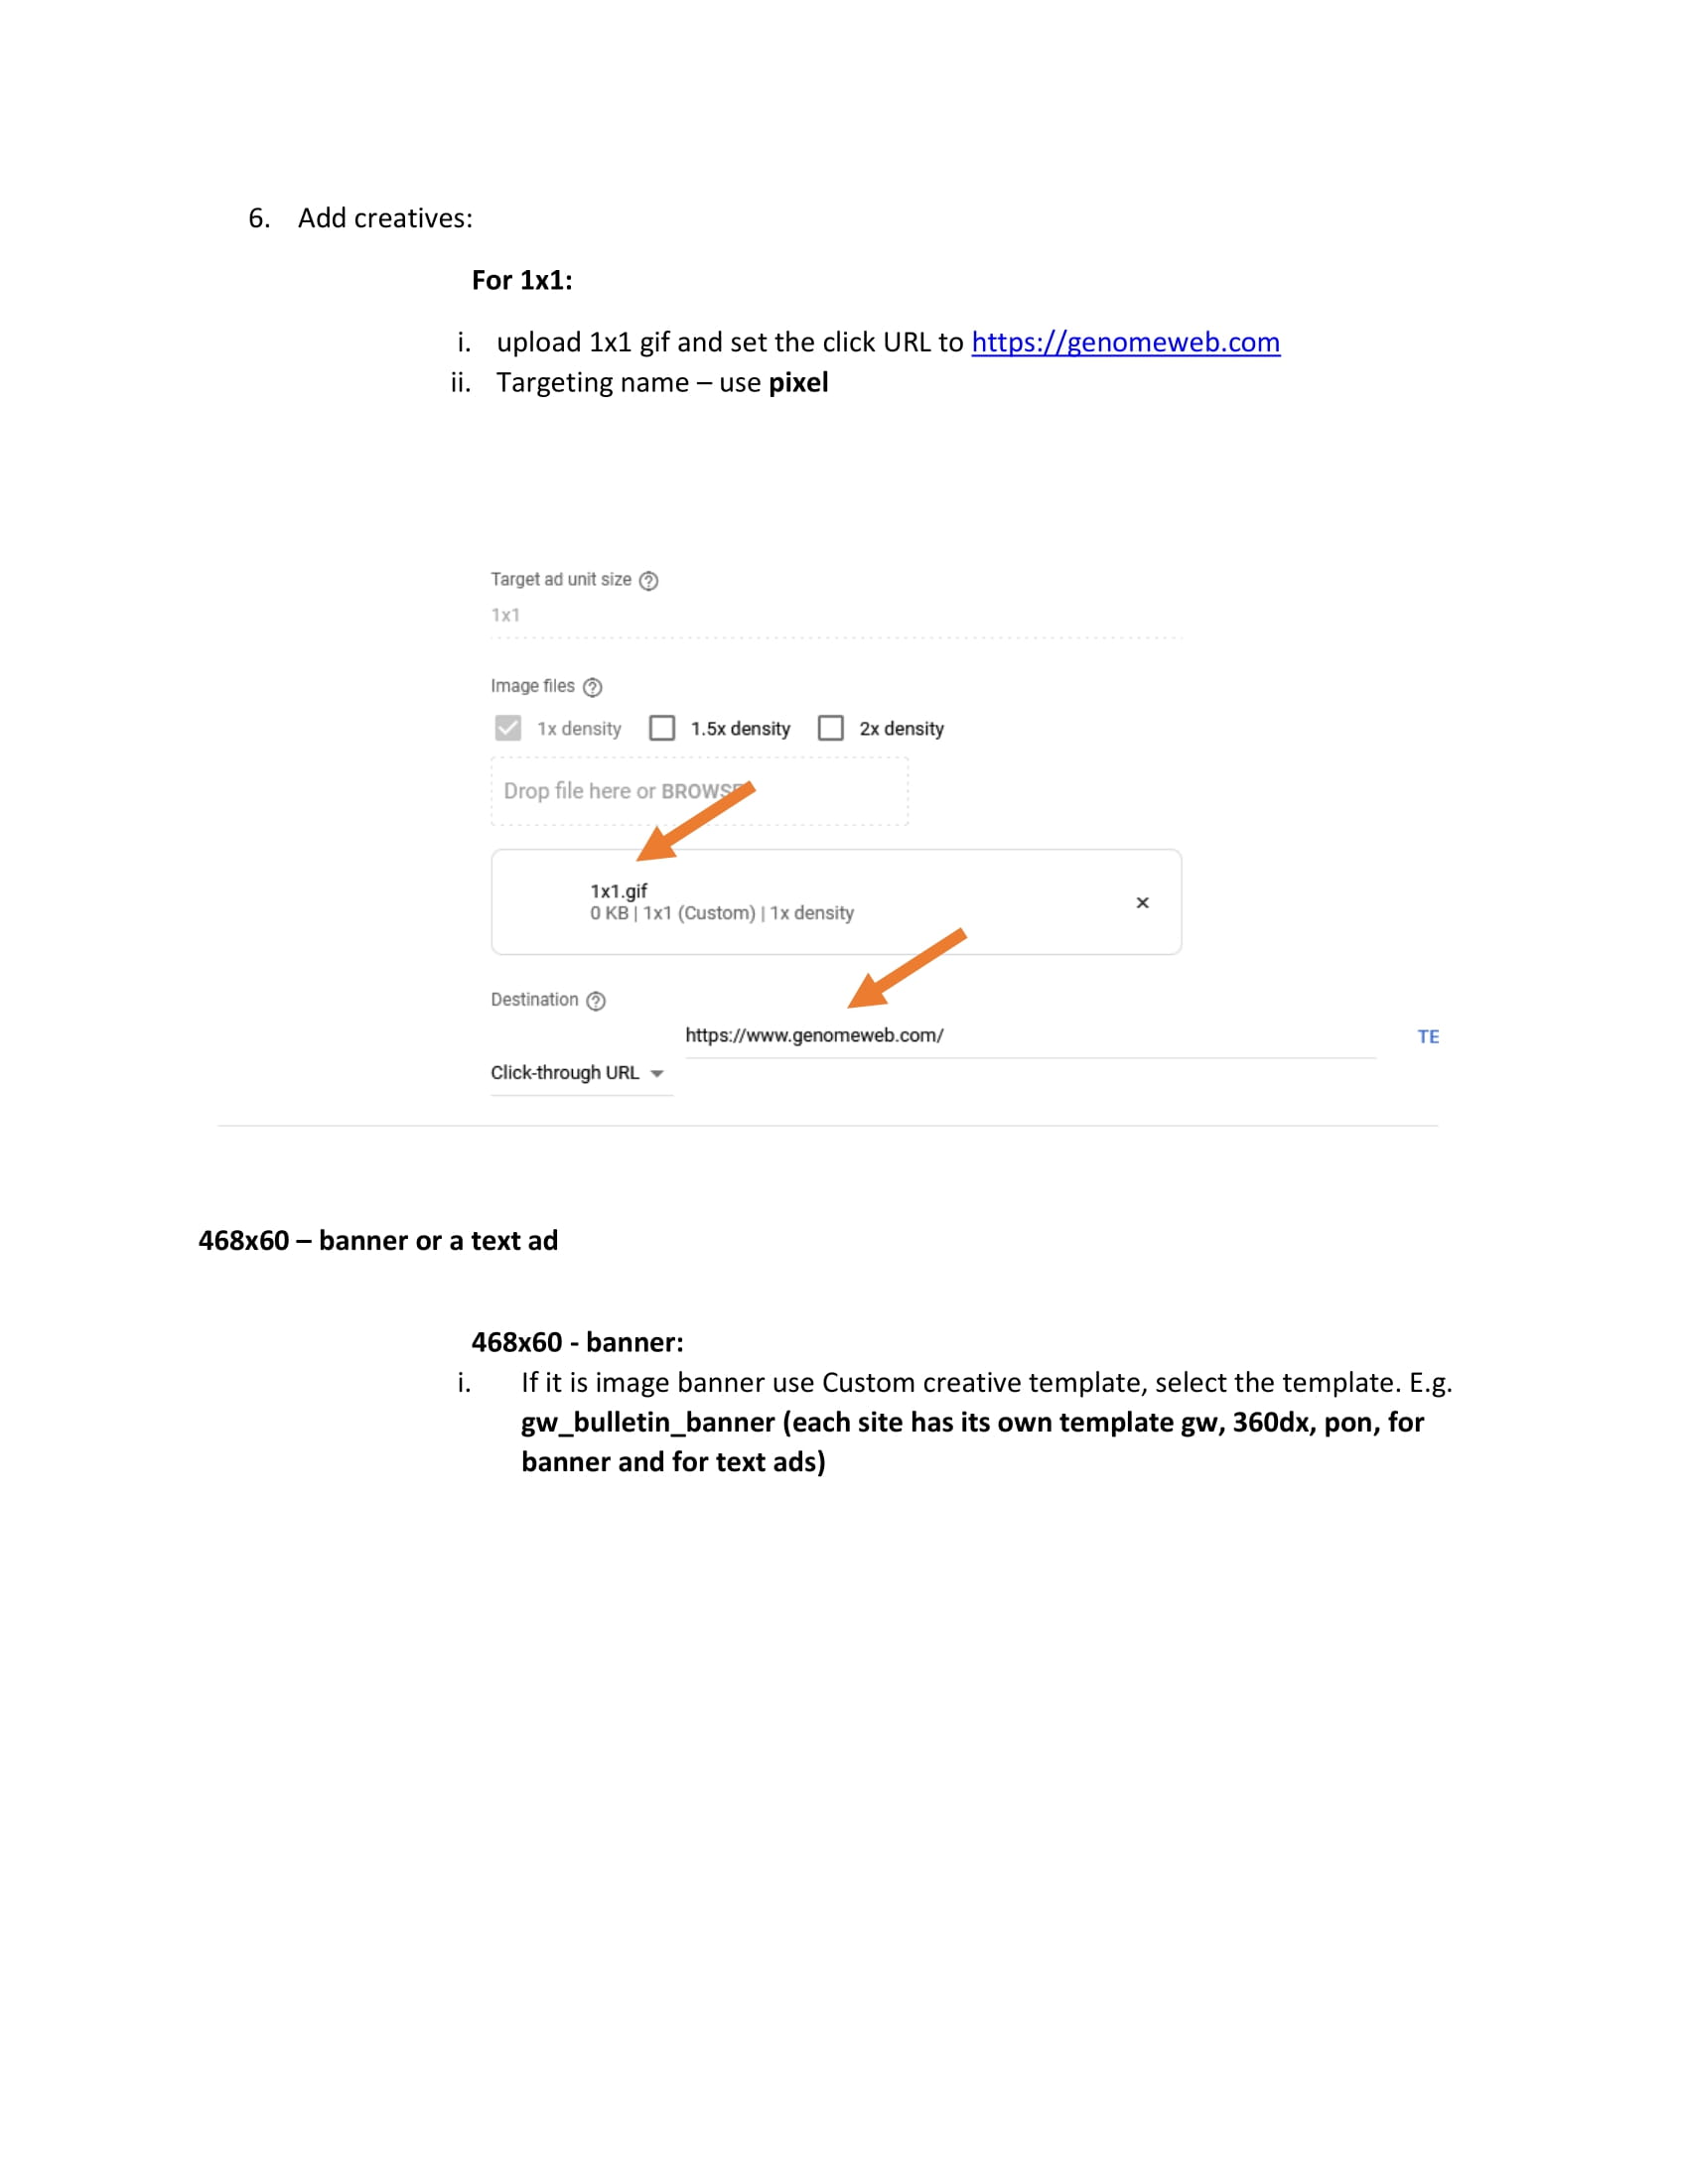 6. Add creatives:
For 1x1:
i. upload 1x1 gif and set the click URL to https://genomeweb.com
ii. Targeting name – use pixel
Target ad unit size ?
1x1
Image files ?
1x density 1.5x density 2x density
Drop file here or BROWSE
1x1.gif
0 KB | 1x1 (Custom) | 1x density
×
Destination ?
https://www.genomeweb.com/
TE
Click-through URL
468x60 – banner or a text ad
468x60 - banner:
i. If it is image banner use Custom creative template, select the template. E.g.
gw_bulletin_banner (each site has its own template gw, 360dx, pon, for
banner and for text ads)